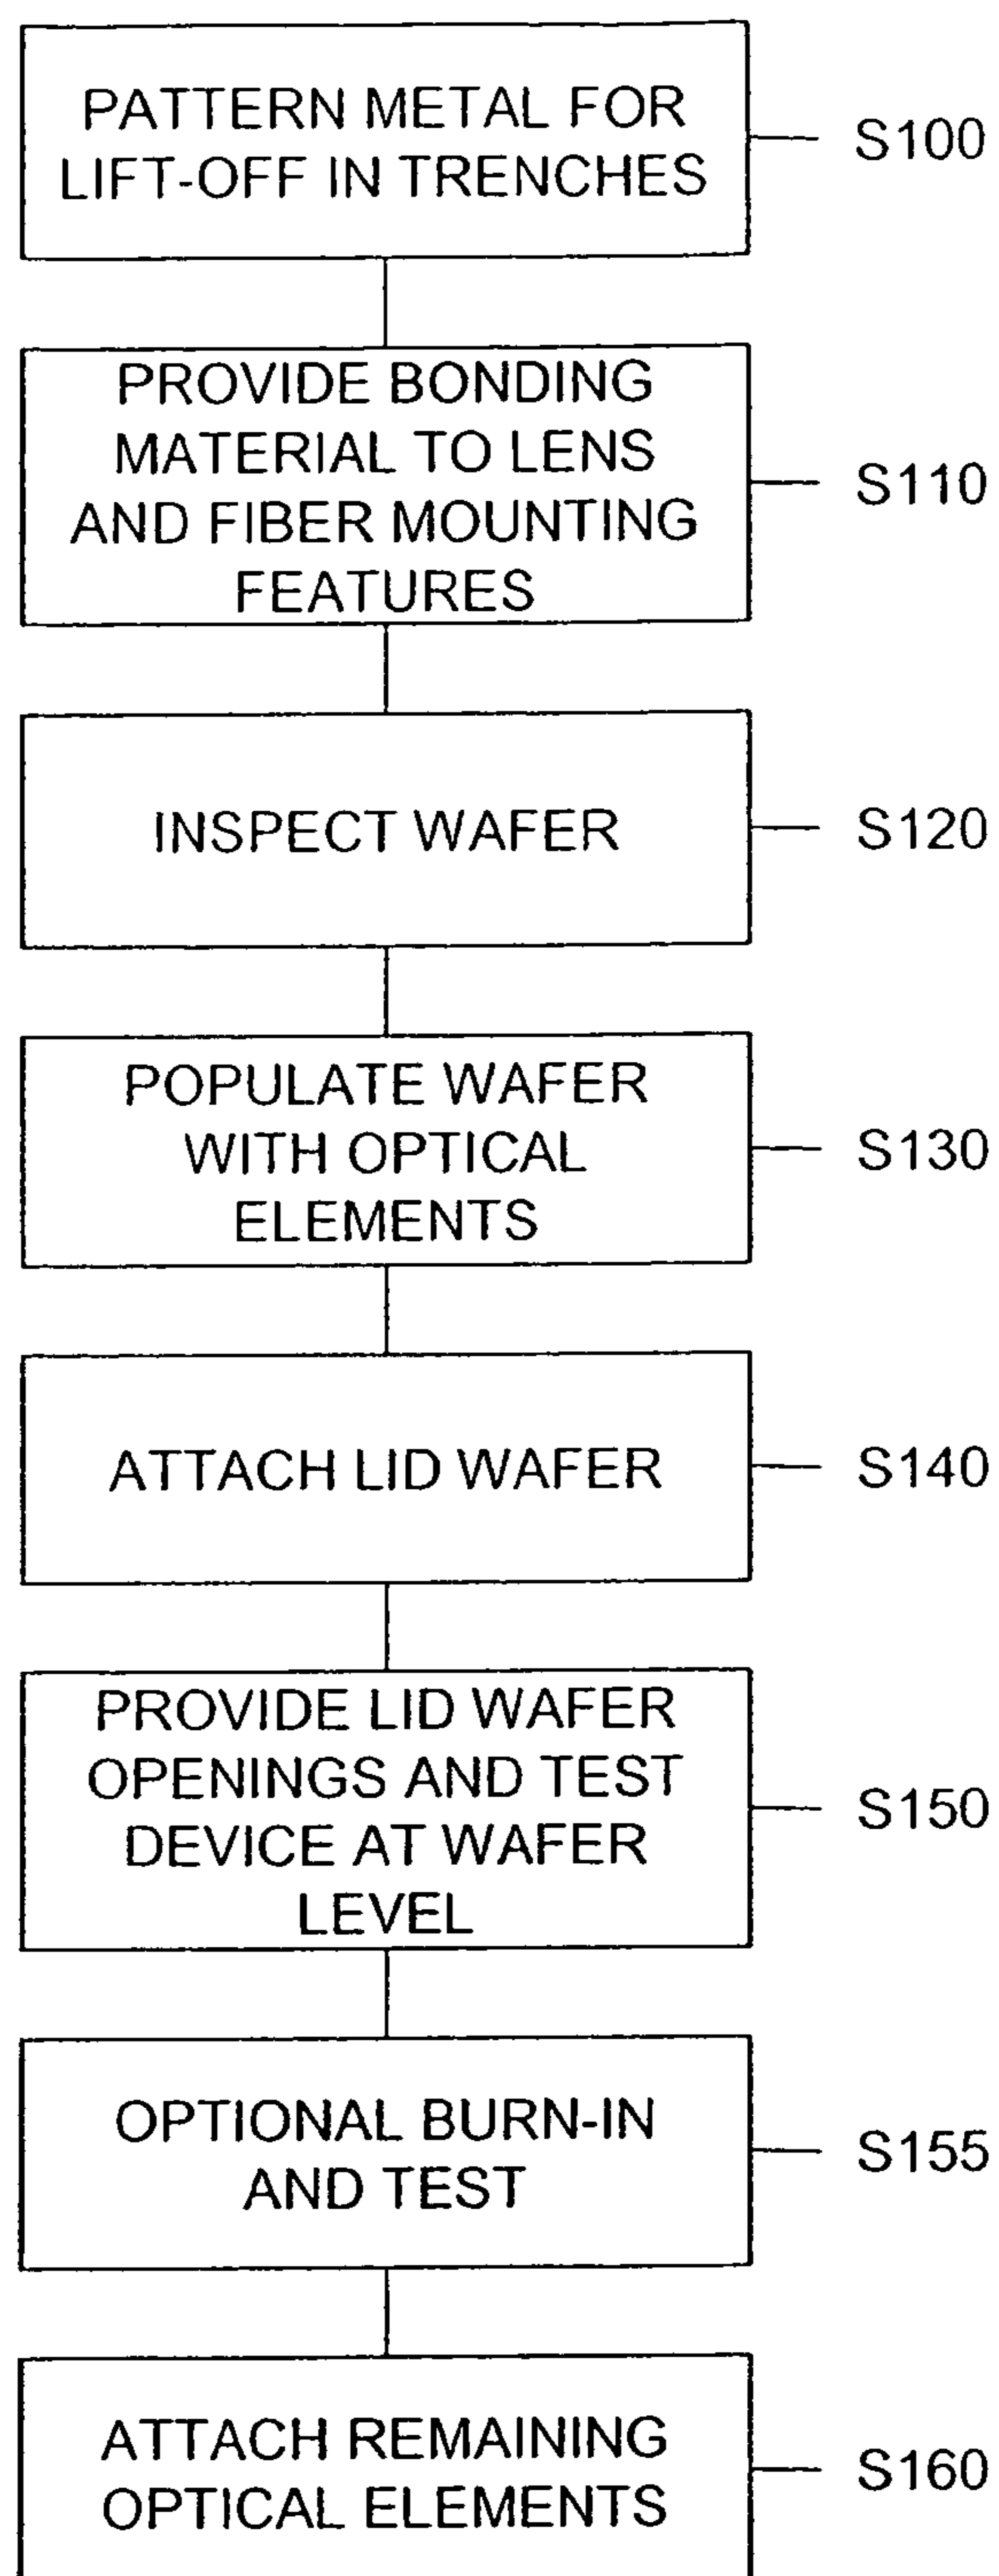 PATTERN METAL FOR
LIFT-OFF IN TRENCHES
S100
PROVIDE BONDING
MATERIAL TO LENS
AND FIBER MOUNTING
FEATURES
S110
INSPECT WAFER
S120
POPULATE WAFER
WITH OPTICAL
ELEMENTS
S130
ATTACH LID WAFER
S140
PROVIDE LID WAFER
OPENINGS AND TEST
DEVICE AT WAFER
LEVEL
S150
OPTIONAL BURN-IN
AND TEST
S155
ATTACH REMAINING
OPTICAL ELEMENTS
S160